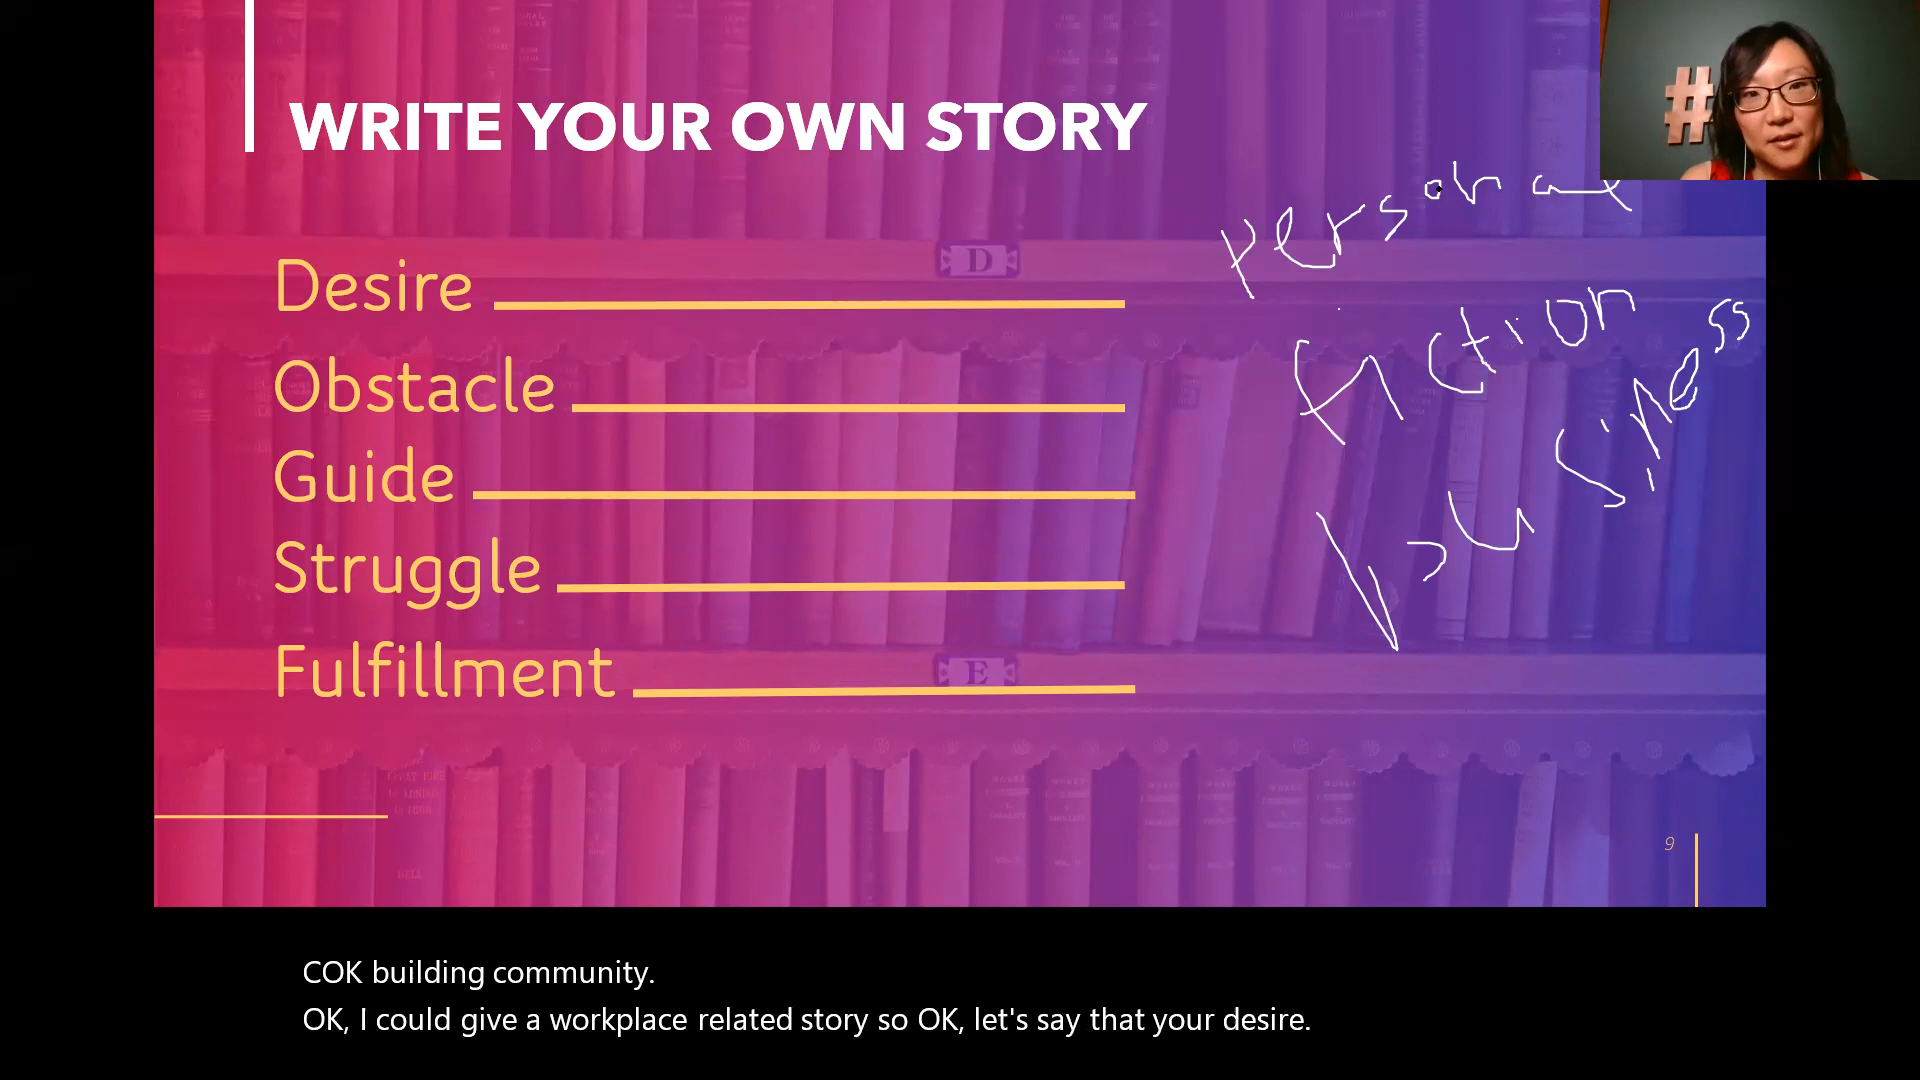 WRITE YOUR OWN STORY
#
personal
D
Desire
fiction
Obstacle
business
Guide
Struggle
Fulfillment
E
9
COK building community.
OK, I could give a workplace related story so OK, let's say that your desire.